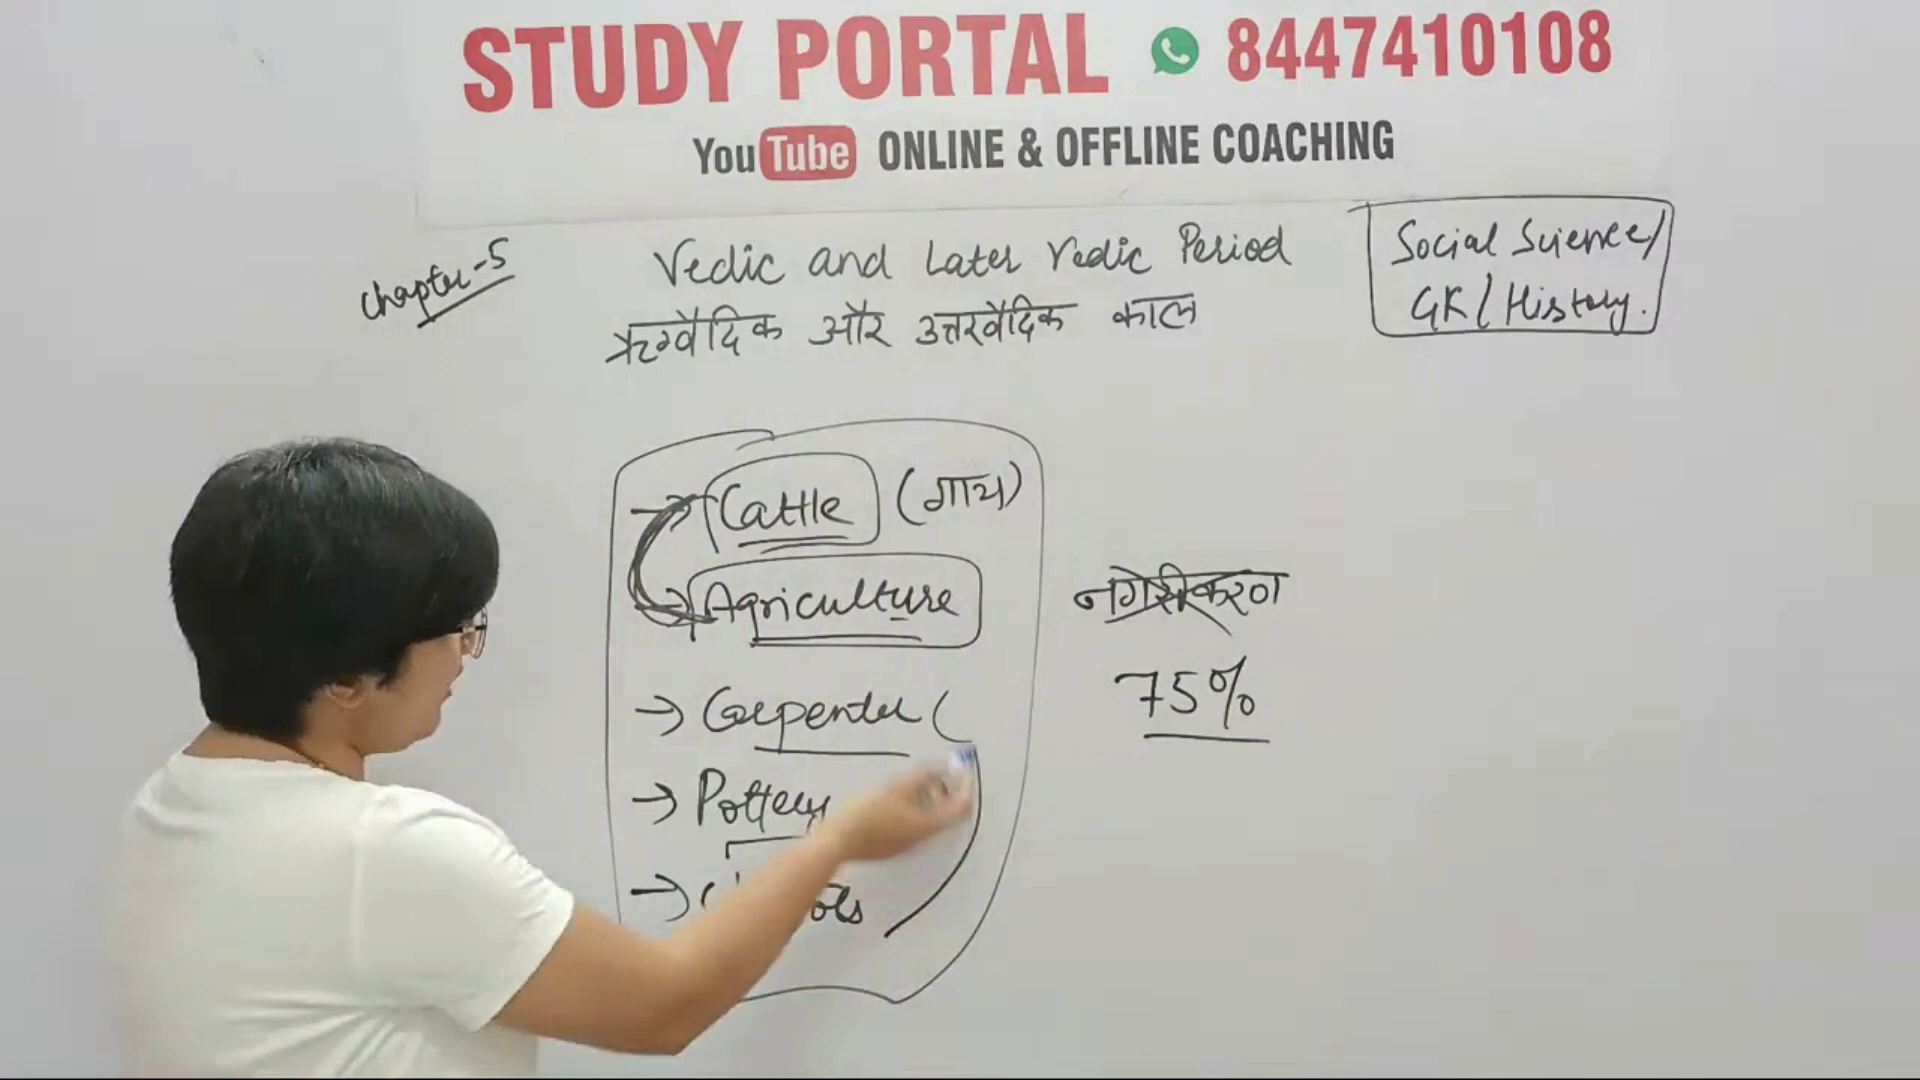 STUDY PORTAL 8447410108
YouTube ONLINE & OFFLINE COACHING
Chapter-5
Vedic and Later Vedic Period
ऋग्वैदिक और उत्तरवैदिक काल
Social Science/
GK/History.
→ Cattle (गाय)
→ Agriculture
नगरीकरण
→ Carpenter (
75%
→ Pottery
→